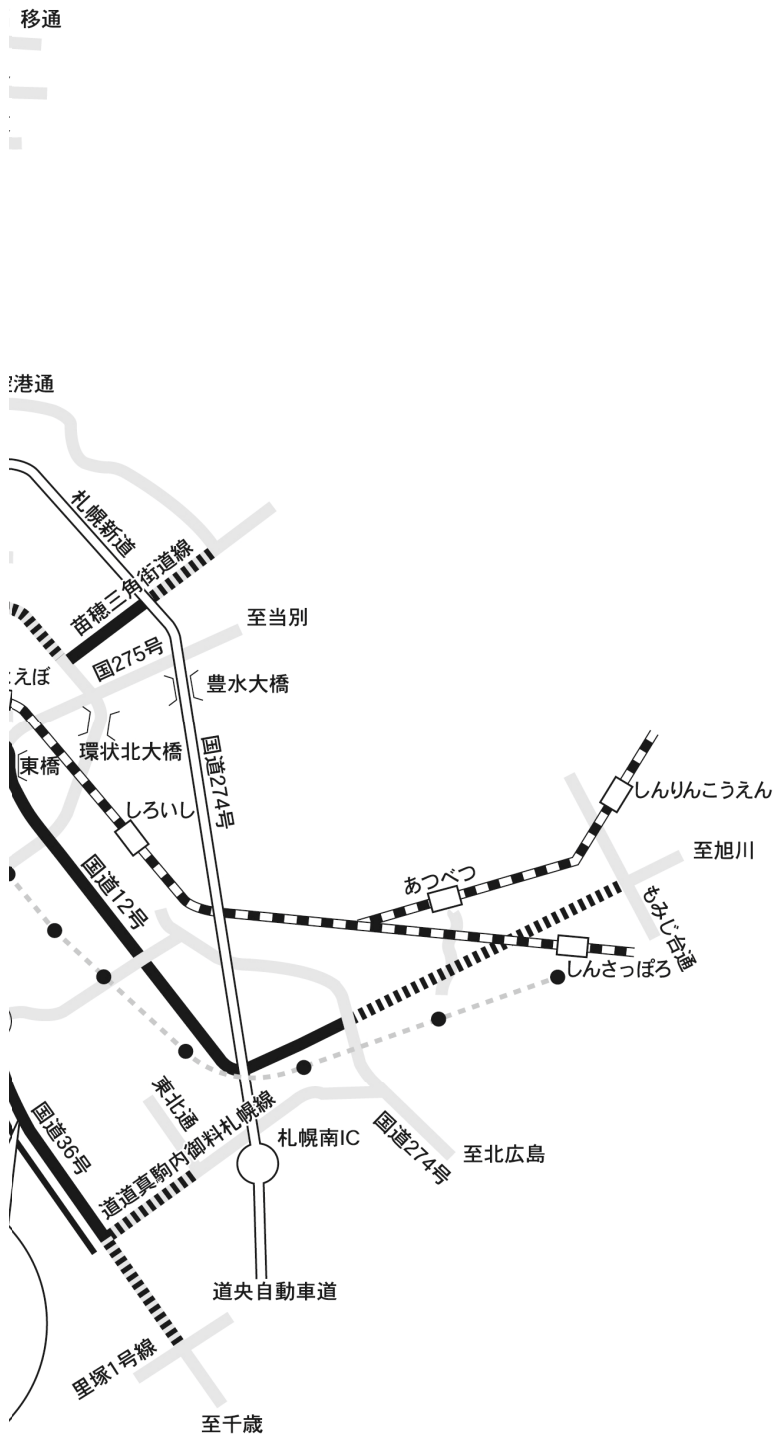 移通
港通
札幌新道
苗穂三角街道線
至当別
国275号
えぼ
豊水大橋
環状北大橋
東橋
国道274号
しろいし
しんりんこうえん
至旭川
あつべつ
国道12号
もみじ台通
しんさっぽろ
東北通
国道36号
道道真駒内御料札幌線
札幌南IC
国道274号
至北広島
道央自動車道
里塚1号線
至千歳